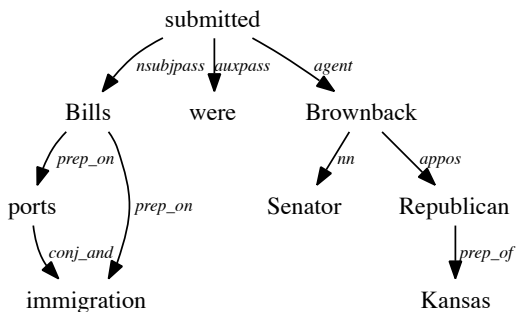 submitted
nsubjpass auxpass agent
Bills were Brownback
prep_on nn appos
ports prep_on Senator Republican
conj_and prep_of
immigration Kansas